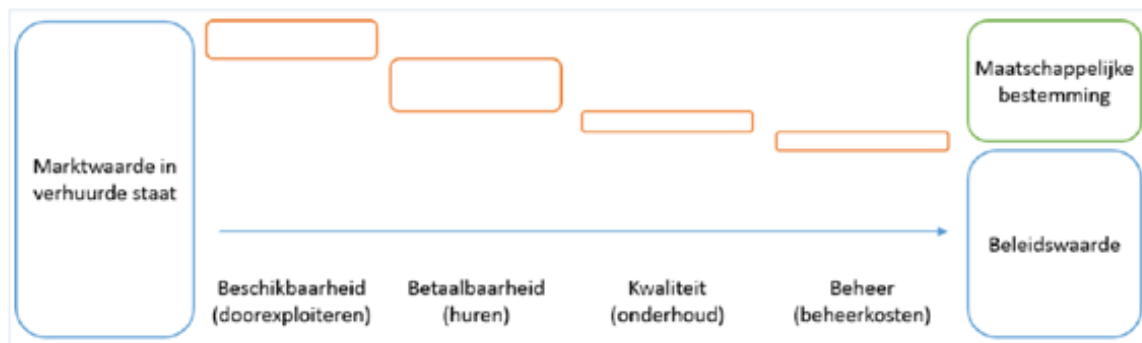 Marktwaarde in
verhuurde staat
Beschikbaarheid
(doorexploiteren)
Betaalbaarheid
(huren)
Kwaliteit
(onderhoud)
Beheer
(beheerkosten)
Maatschappelijke
bestemming
Beleidswaarde